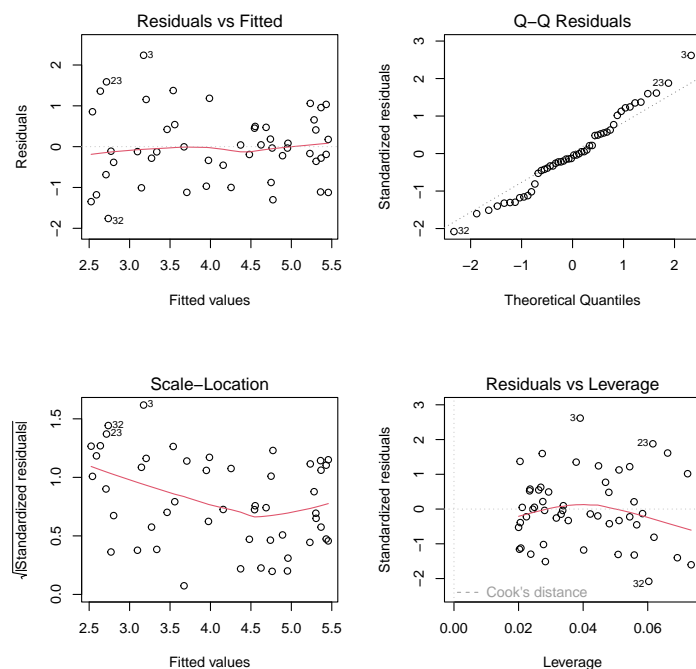 Residuals vs Fitted
Residuals
2
1
0
−1
−2
3
23
32
2.5 3.0 3.5 4.0 4.5 5.0 5.5
Fitted values
Q−Q Residuals
Standardized residuals
3
2
1
0
−1
−2
3
23
32
−2 −1 0 1 2
Theoretical Quantiles
Scale−Location
√|Standardized residuals|
1.5
1.0
0.5
0.0
3
32
23
2.5 3.0 3.5 4.0 4.5 5.0 5.5
Fitted values
Residuals vs Leverage
Standardized residuals
3
2
1
0
−1
−2
3
23
32
Cook's distance
0.00 0.02 0.04 0.06
Leverage